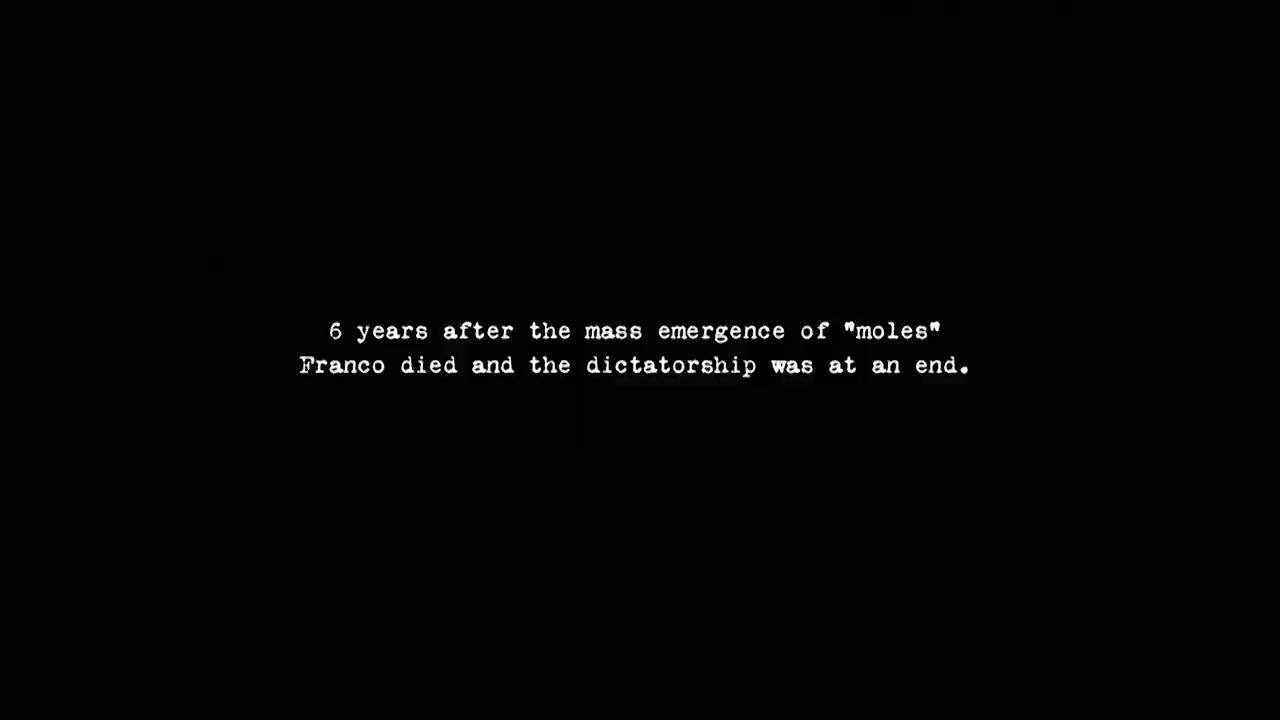 6 years after the mass emergence of "moles"
Franco died and the dictatorship was at an end.